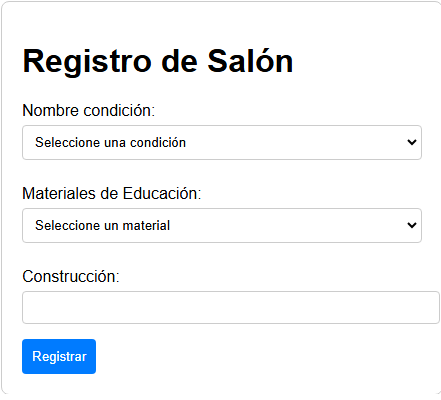 Registro de Salón
Nombre condición:
Seleccione una condición
Materiales de Educación:
Seleccione un material
Construcción:
Registrar